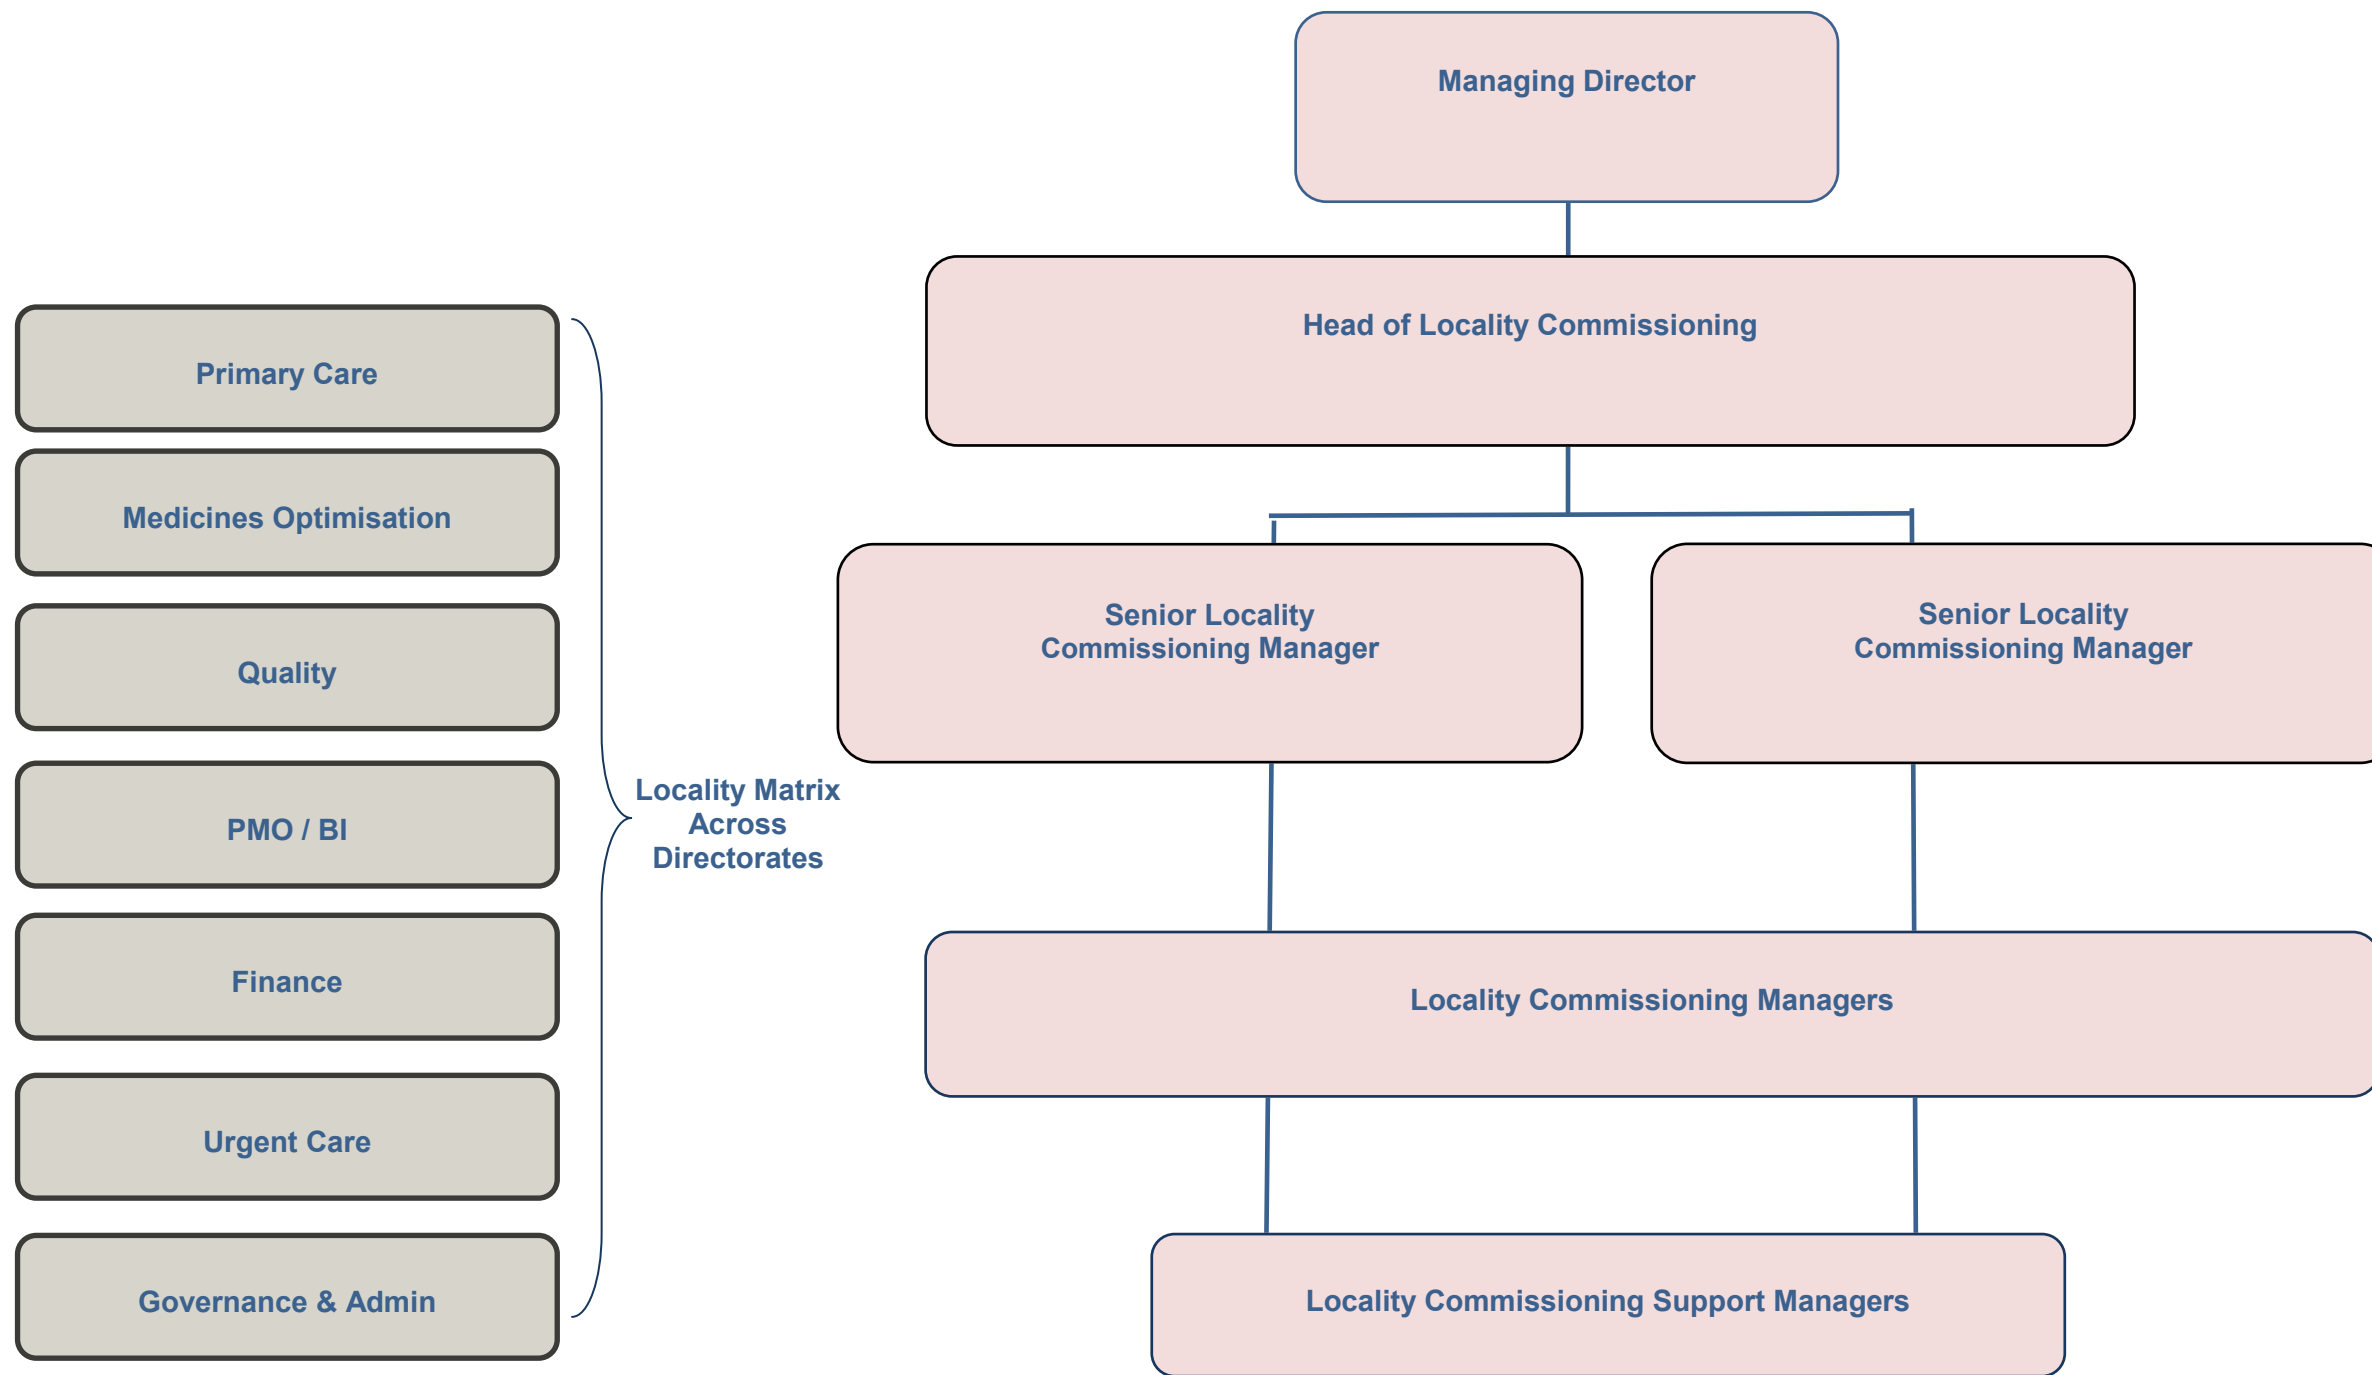 Managing Director
Head of Locality Commissioning
Primary Care
Medicines Optimisation
Quality
PMO / BI
Finance
Urgent Care
Governance & Admin
Locality Matrix
Across
Directorates
Senior Locality
Commissioning Manager
Senior Locality
Commissioning Manager
Locality Commissioning Managers
Locality Commissioning Support Managers